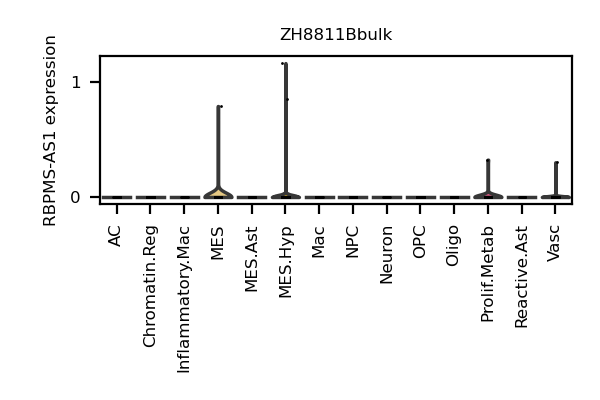 ZH8811Bbulk
RBPMS-AS1 expression
1
0
AC
Chromatin.Reg
Inflammatory.Mac
MES
MES.Ast
MES.Hyp
Mac
NPC
Neuron
OPC
Oligo
Prolif.Metab
Reactive.Ast
Vasc